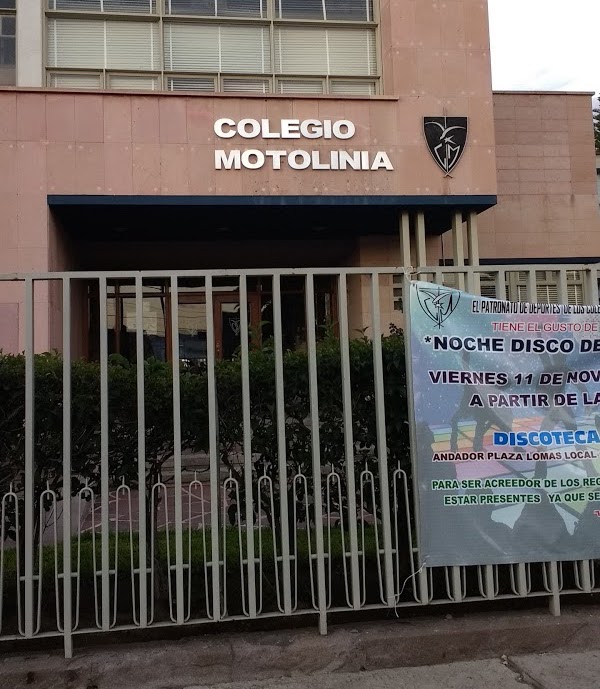 COLEGIO
MOTOLINIA
EL PATRONATO DE DEPORTES DE LOS COLE
TIENE EL GUSTO DE
*NOCHE DISCO DE
VIERNES 11 DE NOV
A PARTIR DE LA
DISCOTECA
ANDADOR PLAZA LOMAS LOCAL
PARA SER ACREEDOR DE LOS REG
ESTAR PRESENTES YA QUE SE